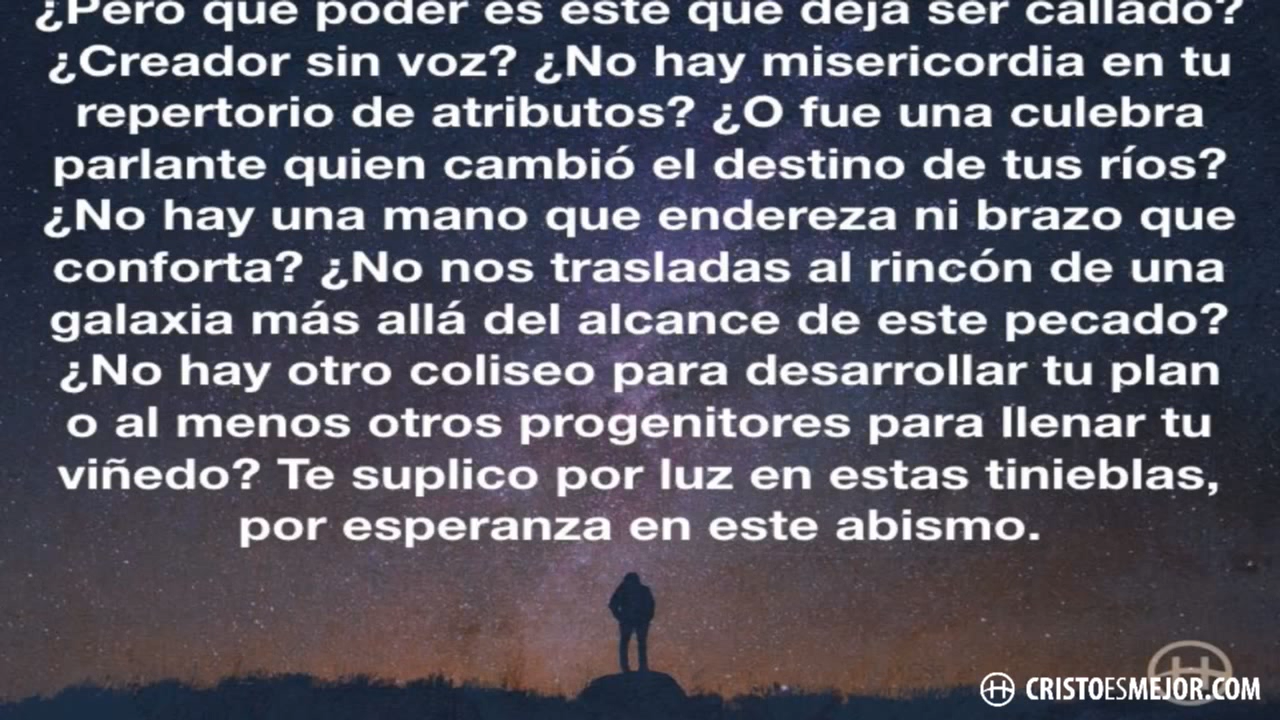 ¿Pero qué poder es este que deja ser callado?
¿Creador sin voz? ¿No hay misericordia en tu
repertorio de atributos? ¿O fue una culebra
parlante quien cambió el destino de tus ríos?
¿No hay una mano que endereza ni brazo que
conforta? ¿No nos trasladas al rincón de una
galaxia más allá del alcance de este pecado?
¿No hay otro coliseo para desarrollar tu plan
o al menos otros progenitores para llenar tu
viñedo? Te suplico por luz en estas tinieblas,
por esperanza en este abismo.
CRISTOESMEJOR.COM